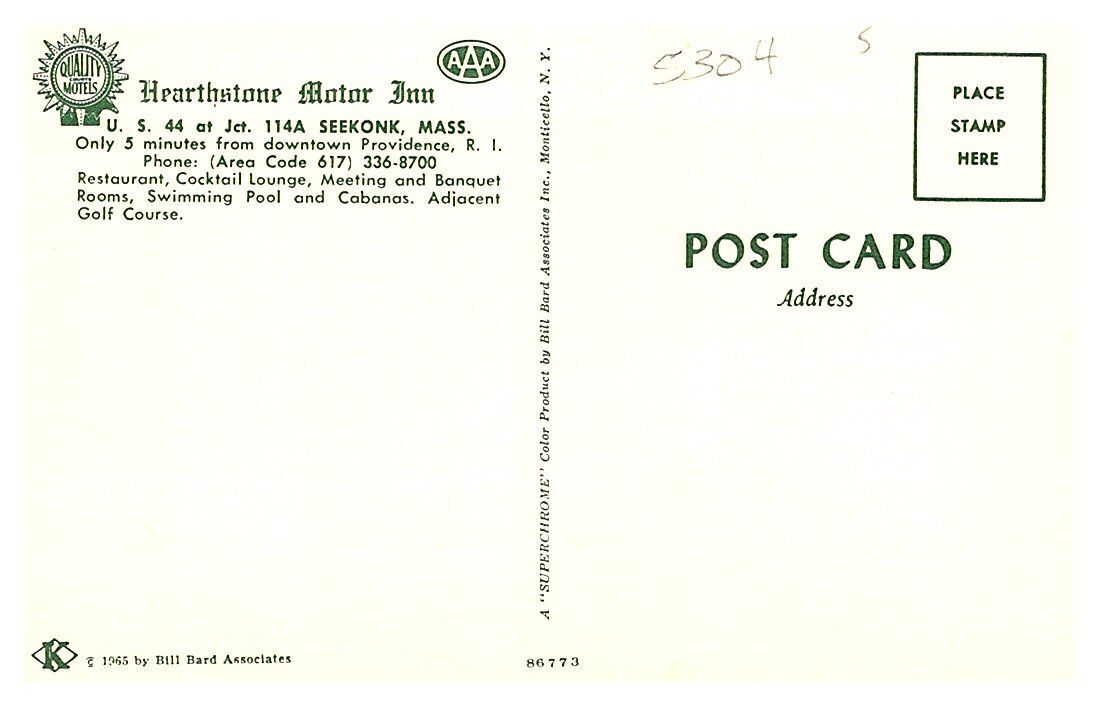 QUALITY
COURTS
MOTELS
AAA
Hearthstone Motor Inn
U. S. 44 at Jct. 114A SEEKONK, MASS.
Only 5 minutes from downtown Providence, R. I.
Phone: (Area Code 617) 336-8700
Restaurant, Cocktail Lounge, Meeting and Banquet
Rooms, Swimming Pool and Cabanas. Adjacent
Golf Course.
K
© 1965 by Bill Bard Associates
A "SUPERCHROME" Color Product by Bill Bard Associates Inc., Monticello, N. Y.
86773
5304
S
PLACE
STAMP
HERE
POST CARD
Address